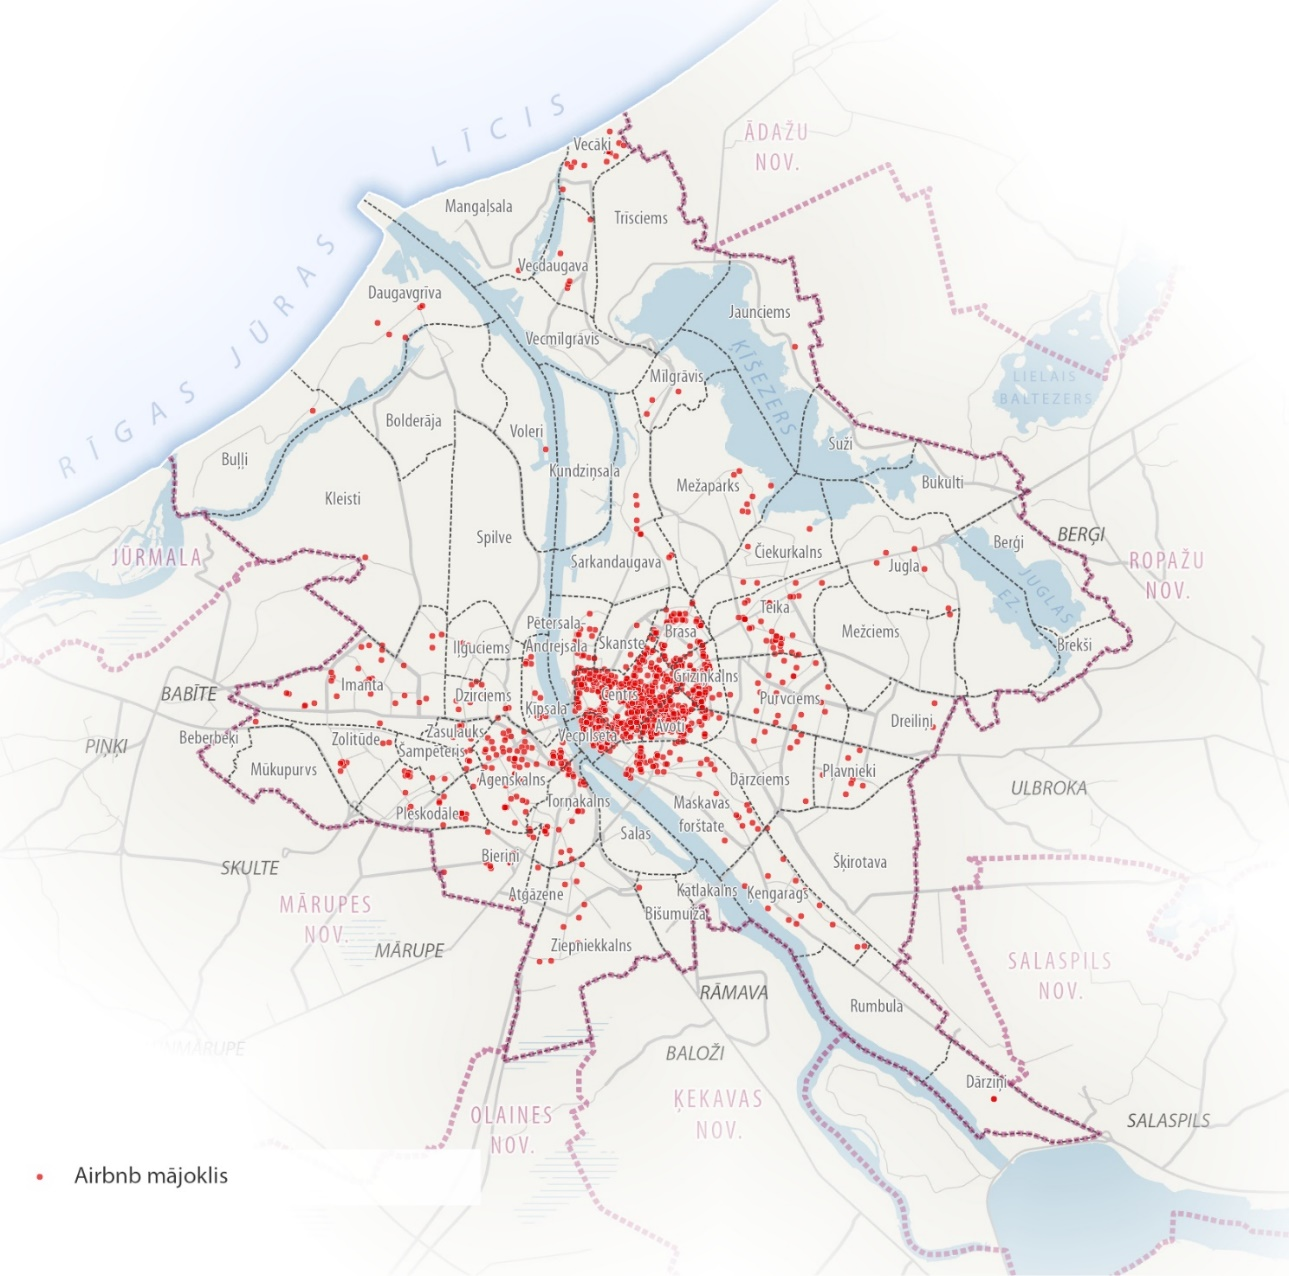 RĪGAS JŪRAS LĪCIS
ĀDAŽU
NOV.
Vecāķi
Mangaļsala
Trīsciems
Vecdaugava
Daugavgrīva
Jaunciems
Vecmīlgrāvis
ĶĪŠEZERS
LIELAIS
BALTEZERS
Mīlgrāvis
Bolderāja
Voleri
Suži
Buļļi
Kundziņsala
Kleisti
Mežaparks
Bukulti
Spilve
BERĢI
Berģi
JŪRMALA
Sarkandaugava
Čiekurkalns
Jugla
ROPAŽU
NOV.
JUGLAS
EZ.
Teika
Pētersala-
Andrejsala
Skanste
Brasa
Mežciems
Iļģuciems
Brekši
BABĪTE
Imanta
Dzirciems
Grīziņkalns
Centrs
Purvciems
Ķīpsala
Dreiliņi
PIŅĶI
Beberbeķi
Zolitūde
Zasulauks
Vecpilsēta
Avoti
Šampēteris
Mūkupurvs
Āgenskalns
Dārzciems
Pļavnieki
ULBROKA
Pleskodāle
Torņakalns
Maskavas
forštate
Salas
SKULTE
Bieriņi
Šķirotava
MĀRUPES
NOV.
Atgāzene
Katlakalns
Ķengarags
Bišumuiža
MĀRUPE
Ziepniekkalns
SALASPILS
NOV.
RĀMAVA
Rumbula
BALOŽI
Dārziņi
OLAINES
NOV.
ĶEKAVAS
NOV.
SALASPILS
Airbnb mājoklis